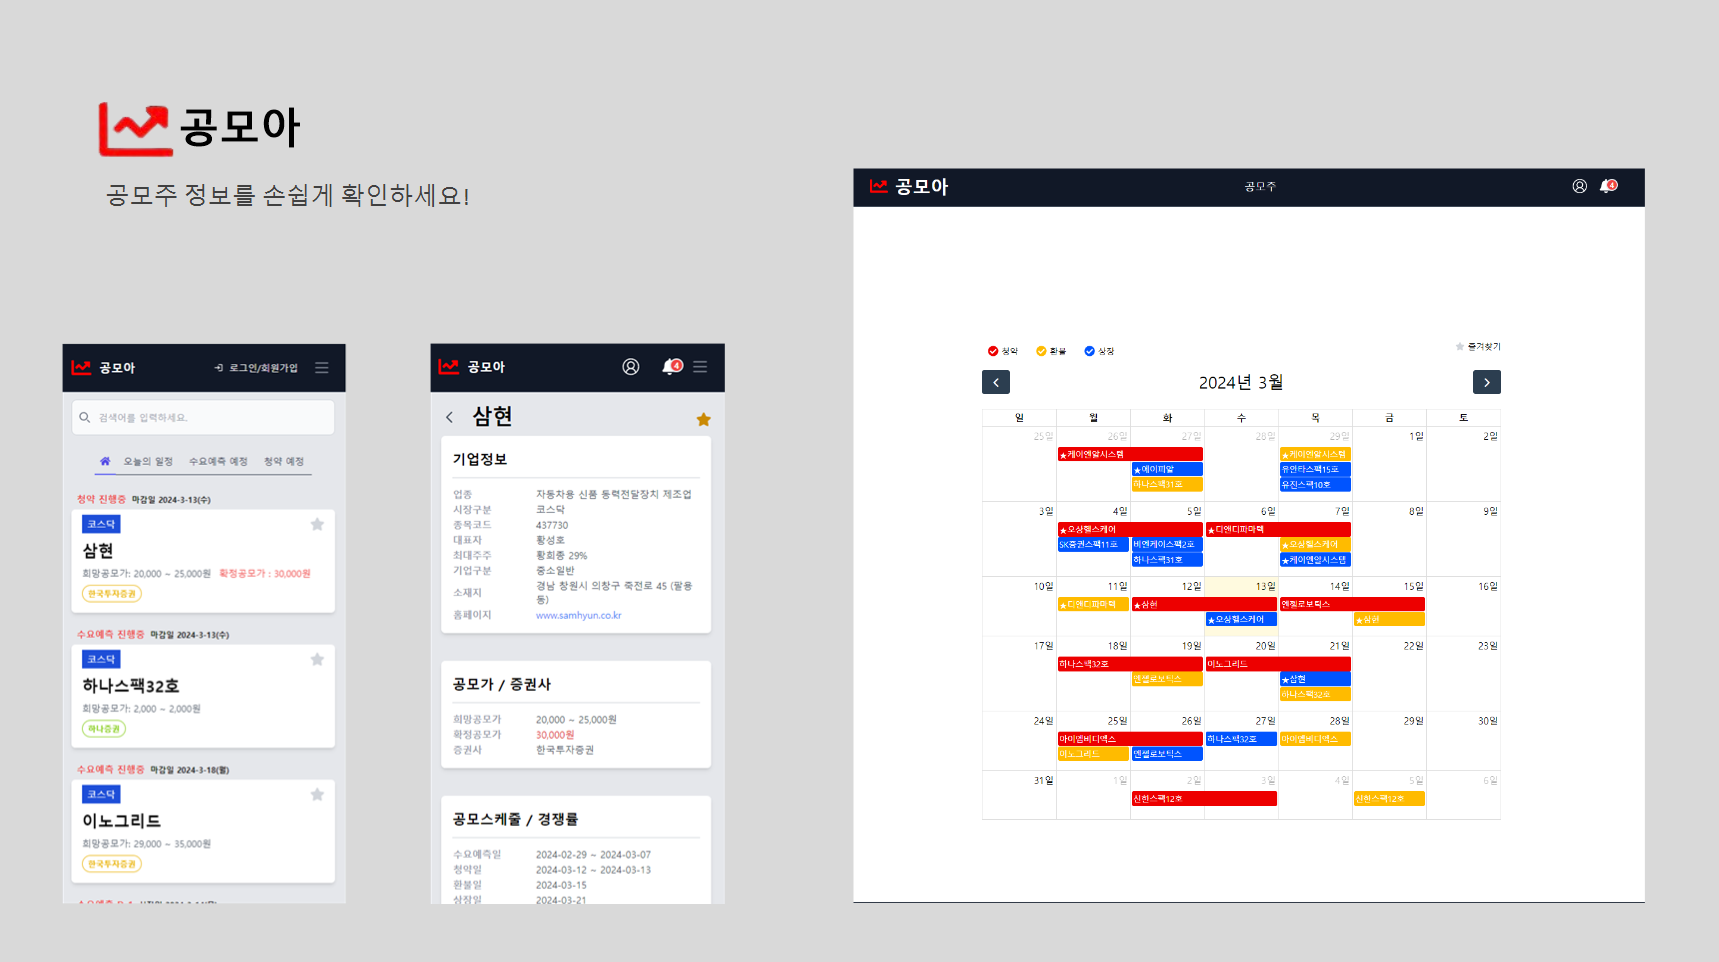 공모아
공모주 정보를 손쉽게 확인하세요!
공모아
로그인/회원가입
검색어를 입력하세요.
오늘의 일정 수요예측 예정 청약 예정
청약 진행중 마감일 2024-3-13(수)
코스닥
삼현
희망공모가: 20,000 ~ 25,000원 확정공모가 : 30,000원
한국투자증권
수요예측 진행중 마감일 2024-3-13(수)
코스닥
하나스팩32호
희망공모가: 2,000 ~ 2,000원
하나증권
수요예측 진행중 마감일 2024-3-18(월)
코스닥
이노그리드
희망공모가: 29,000 ~ 35,000원
한국투자증권
공모아
4
삼현
기업정보
업종 자동차용 신품 동력전달장치 제조업
시장구분 코스닥
종목코드 437730
대표자 황성호
최대주주 황희종 29%
기업구분 중소일반
소재지 경남 창원시 의창구 죽전로 45 (팔용
동)
홈페이지 www.samhyun.co.kr
공모가 / 증권사
희망공모가 20,000 ~ 25,000원
확정공모가 30,000원
증권사 한국투자증권
공모스케줄 / 경쟁률
수요예측일 2024-02-29 ~ 2024-03-07
청약일 2024-03-12 ~ 2024-03-13
환불일 2024-03-15
상장일 2024-03-21
공모아 공모주 4
청약 환불 상장 즐겨찾기
2024년 3월
일 월 화 수 목 금 토
25일 26일 27일 28일 29일 1일 2일
★케이엔알시스템 ★케이엔알시스템
★에이피알 유안타스팩15호
하나스팩31호 유진스팩10호
3일 4일 5일 6일 7일 8일 9일
★오상헬스케어 ★디앤디파마텍
SK증권스팩11호 비엔케이스팩2호 ★오상헬스케어
하나스팩31호 ★케이엔알시스템
10일 11일 12일 13일 14일 15일 16일
★디앤디파마텍 ★삼현 엔젤로보틱스
★오상헬스케어 ★삼현
17일 18일 19일 20일 21일 22일 23일
하나스팩32호 이노그리드
엔젤로보틱스 ★삼현
하나스팩32호
24일 25일 26일 27일 28일 29일 30일
아이엠비디엑스 하나스팩32호 아이엠비디엑스
이노그리드 엔젤로보틱스
31일 1일 2일 3일 4일 5일 6일
신한스팩12호 신한스팩12호